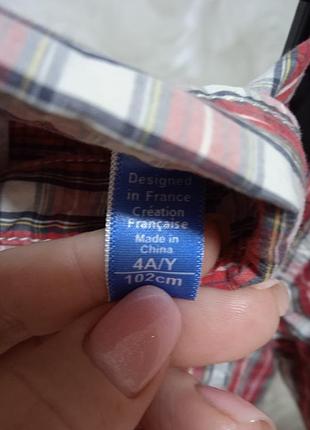 Designed
in France
Création
Française
Made in
China
4A/Y
102cm